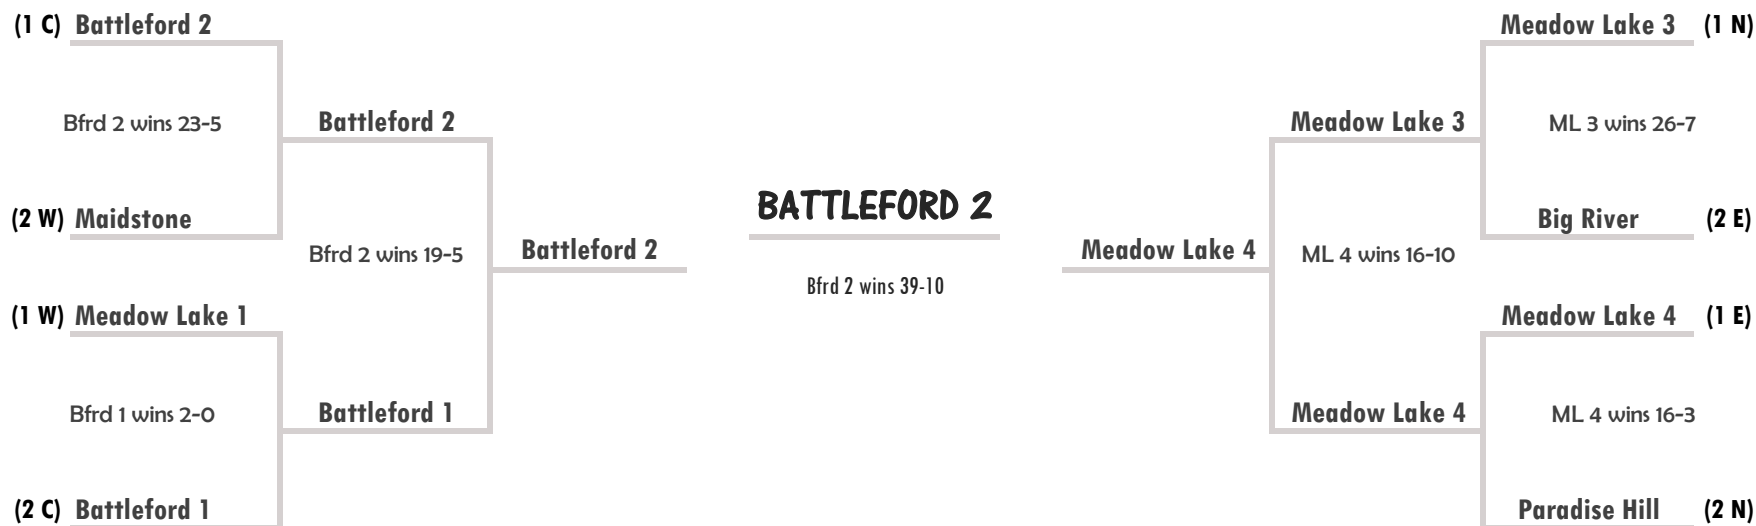 (1 C) Battleford 2
Meadow Lake 3 (1 N)
Bfrd 2 wins 23-5
Battleford 2
Meadow Lake 3
ML 3 wins 26-7
BATTLEFORD 2
(2 W) Maidstone
Big River (2 E)
Bfrd 2 wins 19-5
Battleford 2
Meadow Lake 4
ML 4 wins 16-10
Bfrd 2 wins 39-10
(1 W) Meadow Lake 1
Meadow Lake 4 (1 E)
Bfrd 1 wins 2-0
Battleford 1
Meadow Lake 4
ML 4 wins 16-3
(2 C) Battleford 1
Paradise Hill (2 N)